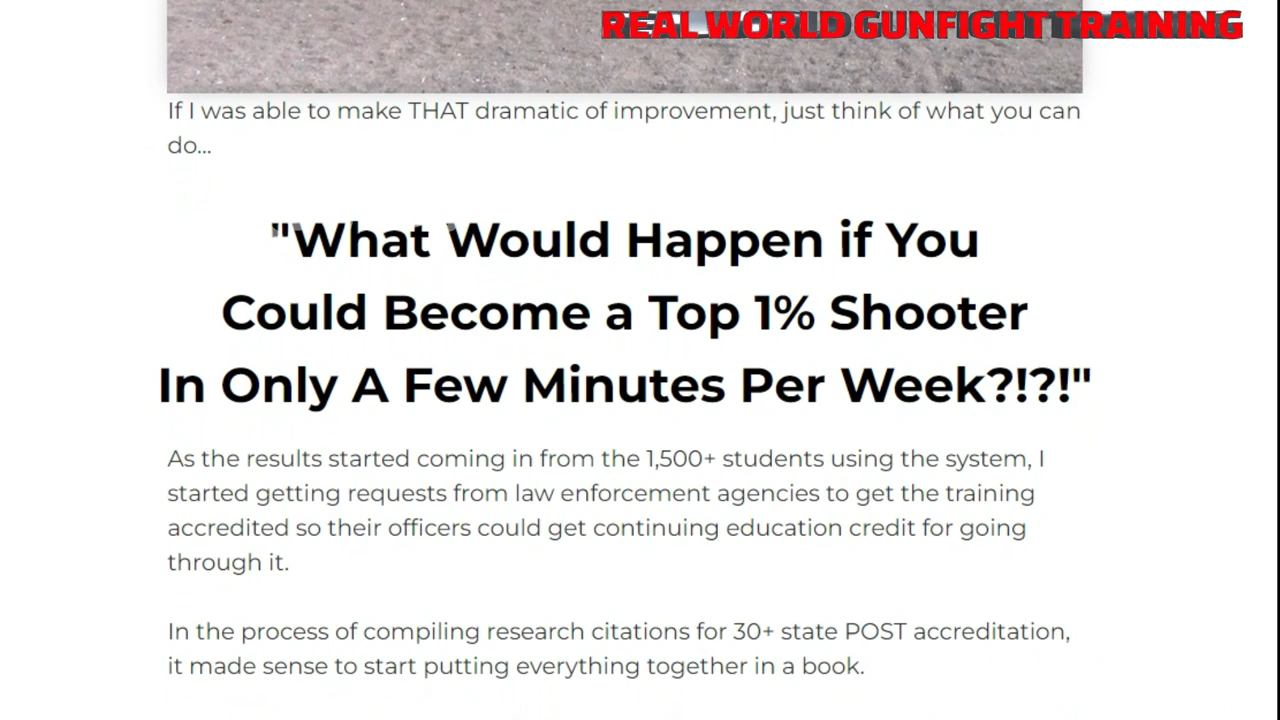 REAL WORLD GUNFIGHT TRAINING
If I was able to make THAT dramatic of improvement, just think of what you can
do...
"What Would Happen if You
Could Become a Top 1% Shooter
In Only A Few Minutes Per Week?!?!"
As the results started coming in from the 1,500+ students using the system, I
started getting requests from law enforcement agencies to get the training
accredited so their officers could get continuing education credit for going
through it.
In the process of compiling research citations for 30+ state POST accreditation,
it made sense to start putting everything together in a book.